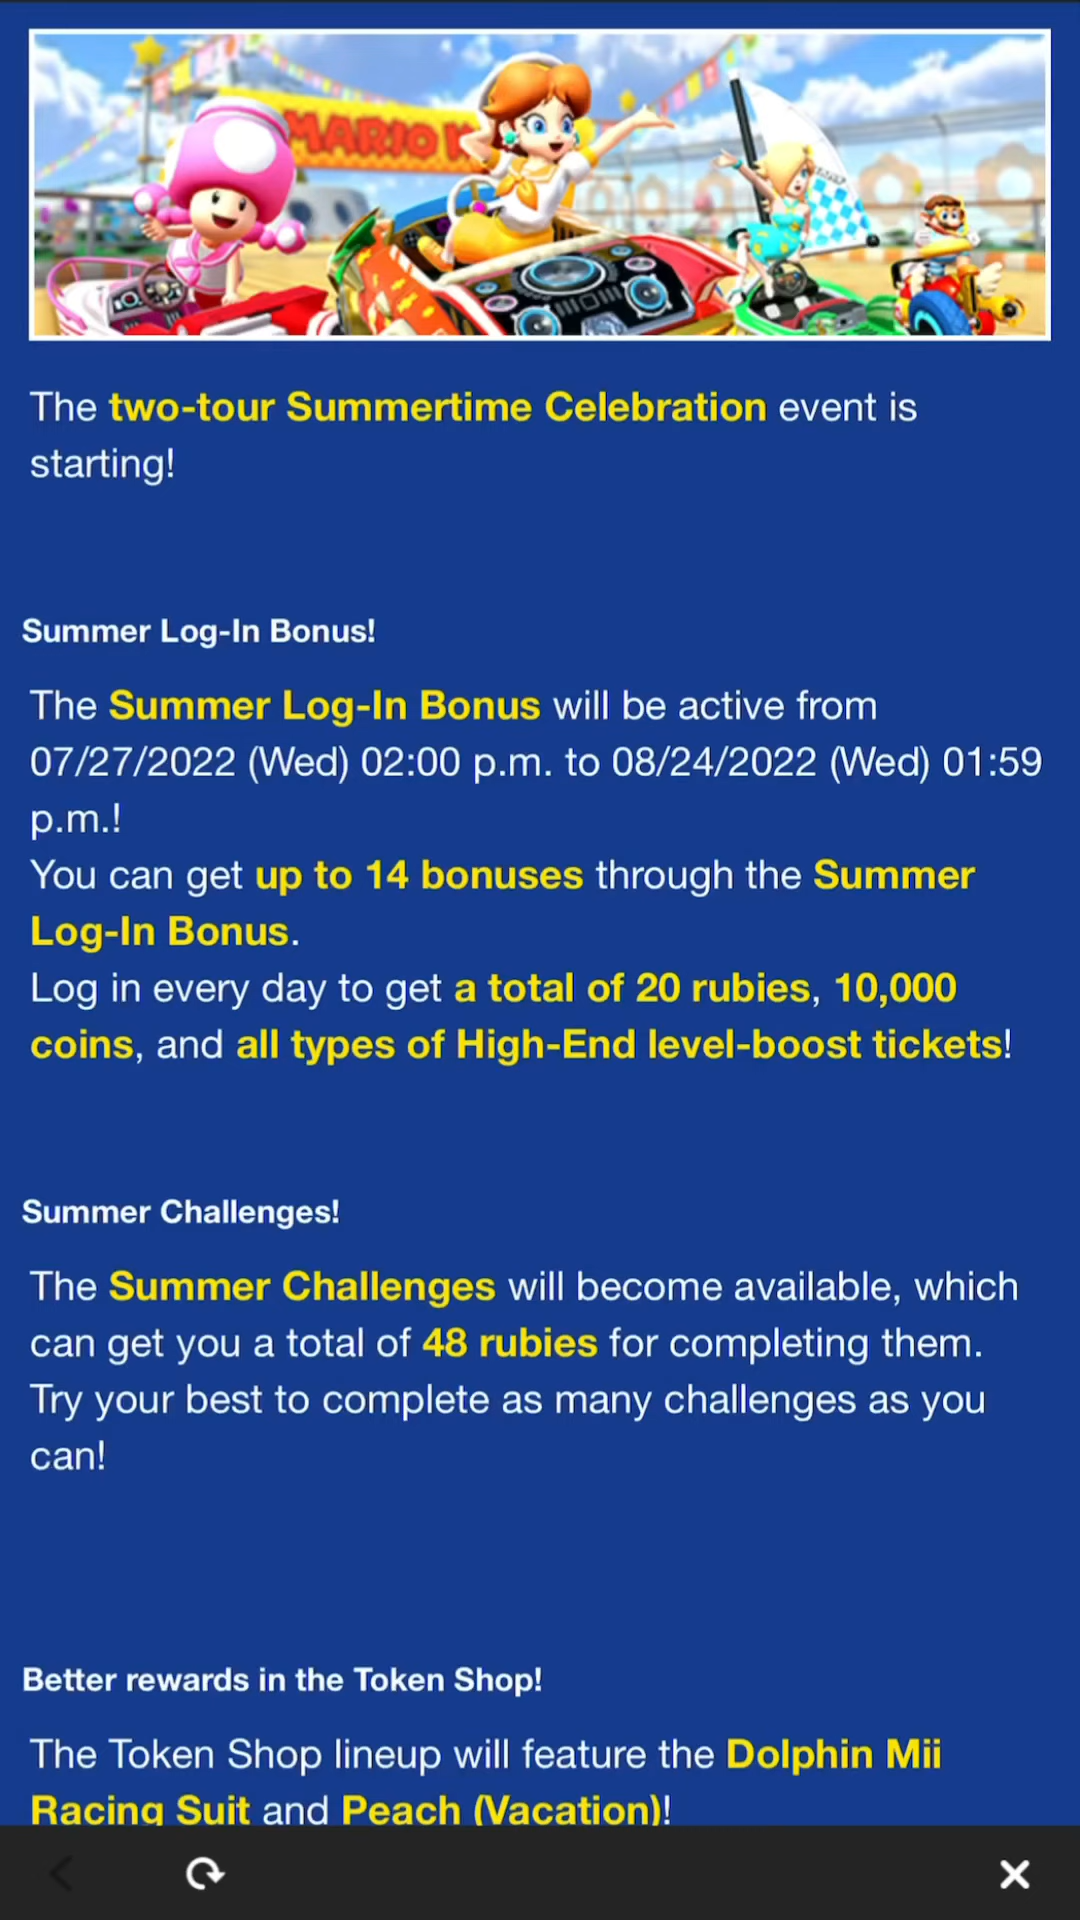 MARIO K
The two-tour Summertime Celebration event is
starting!
Summer Log-In Bonus!
The Summer Log-In Bonus will be active from
07/27/2022 (Wed) 02:00 p.m. to 08/24/2022 (Wed) 01:59
p.m.!
You can get up to 14 bonuses through the Summer
Log-In Bonus.
Log in every day to get a total of 20 rubies, 10,000
coins, and all types of High-End level-boost tickets!
Summer Challenges!
The Summer Challenges will become available, which
can get you a total of 48 rubies for completing them.
Try your best to complete as many challenges as you
can!
Better rewards in the Token Shop!
The Token Shop lineup will feature the Dolphin Mii
Racing Suit and Peach (Vacation)!